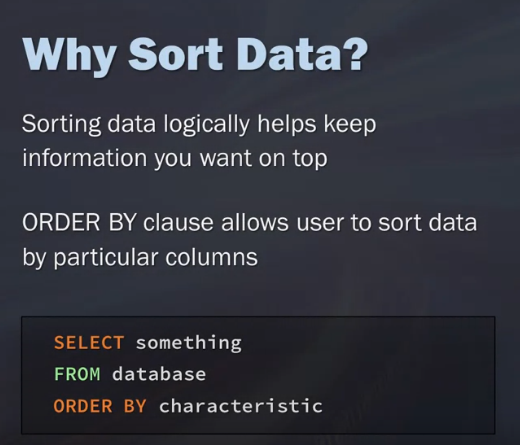 Why Sort Data?
Sorting data logically helps keep
information you want on top
ORDER BY clause allows user to sort data
by particular columns
SELECT something
FROM database
ORDER BY characteristic